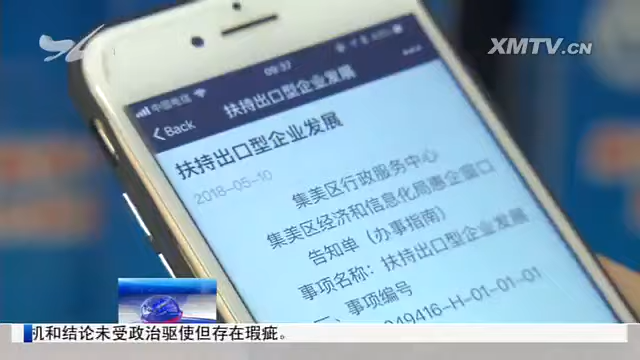 XMTV.CN
中国电信
09:37
Back
扶持出口型企业发展
扶持出口型企业发展
2018-05-10
集美区行政服务中心
集美区经济和信息化局惠企窗口
告知单（办事指南）
事项名称：扶持出口型企业发展
一、事项编号
049416-H-01-01-01
机和结论未受政治驱使但存在瑕疵。